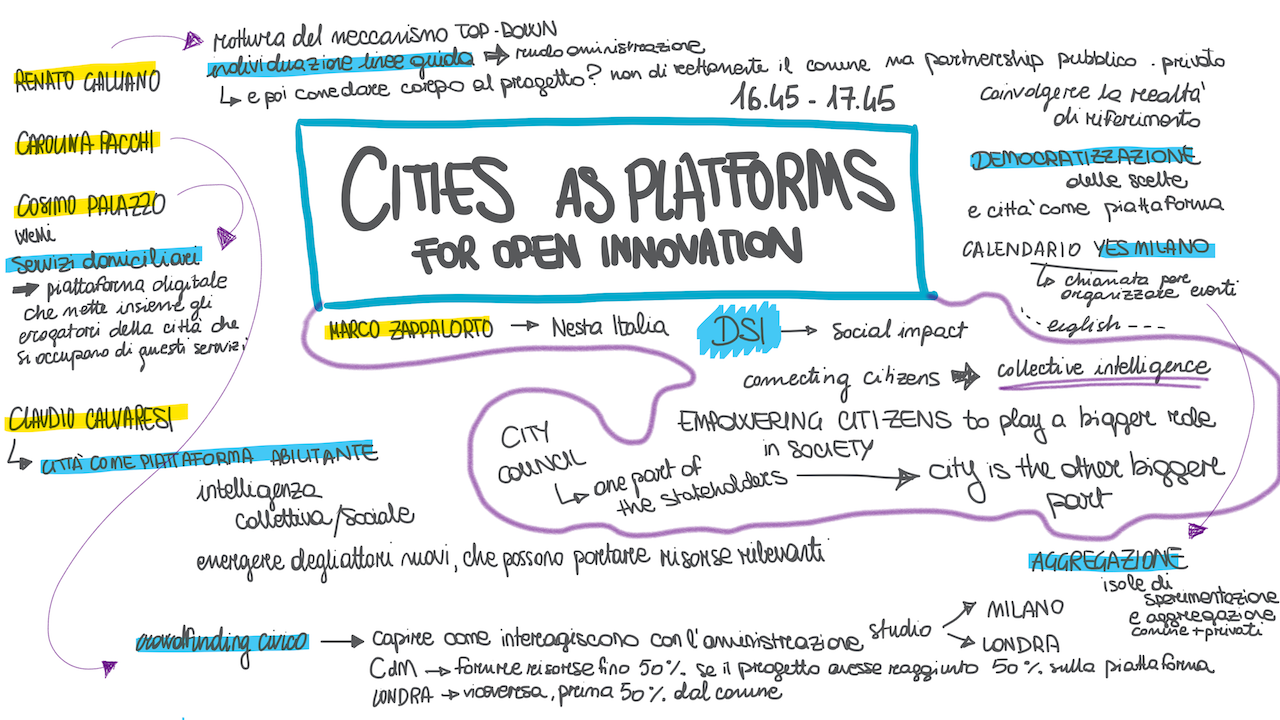 RENATO GALLIANO
rottura del meccanismo TOP-DOWN
individuazione linee guida → ruolo aministrazione
↳ e poi come dare corpo al progetto? non direttamente il comune ma partnership pubblico-privato
16.45 - 17.45
coinvolgere la realtà
di riferimento
DEMOCRATIZZAZIONE
delle scelte
e città come piattaforma
CALENDARIO YES MILANO
↳ chiamata per
organizzare eventi
english ---
CAROLINA PACCHI
COSIMO PALAZZO
wemi
servizi domiciliari
→ piattaforma digitale
che mette insieme gli
erogatori della città che
si occupano di questi servizi
CITIES AS PLATFORMS
FOR OPEN INNOVATION
MARCO ZAPPALORTO → Nesta Italia
DSI → social impact
connecting citizens → collective intelligence
EMPOWERING CITIZENS to play a bigger role
in SOCIETY
CITY
COUNCIL
↳ one part of
the stakeholders → city is the other biggere
part
CLAUDIO CALVARESI
↳ CITTÀ COME PIATTAFORMA ABILITANTE
intelligenza
collettiva/sociale
emergere degli attori nuovi, che possono portare risorse rilevanti
AGGREGAZIONE
isole di
sperimentazione
e aggregazione
comune + privati
crowdfunding civico → capire come interagiscono con l'amministrazione
studio → MILANO
→ LONDRA
CdM → fornire risorse fino 50% se il progetto avesse raggiunto 50% sulla piattaforma
LONDRA → viceversa, prima 50% dal comune